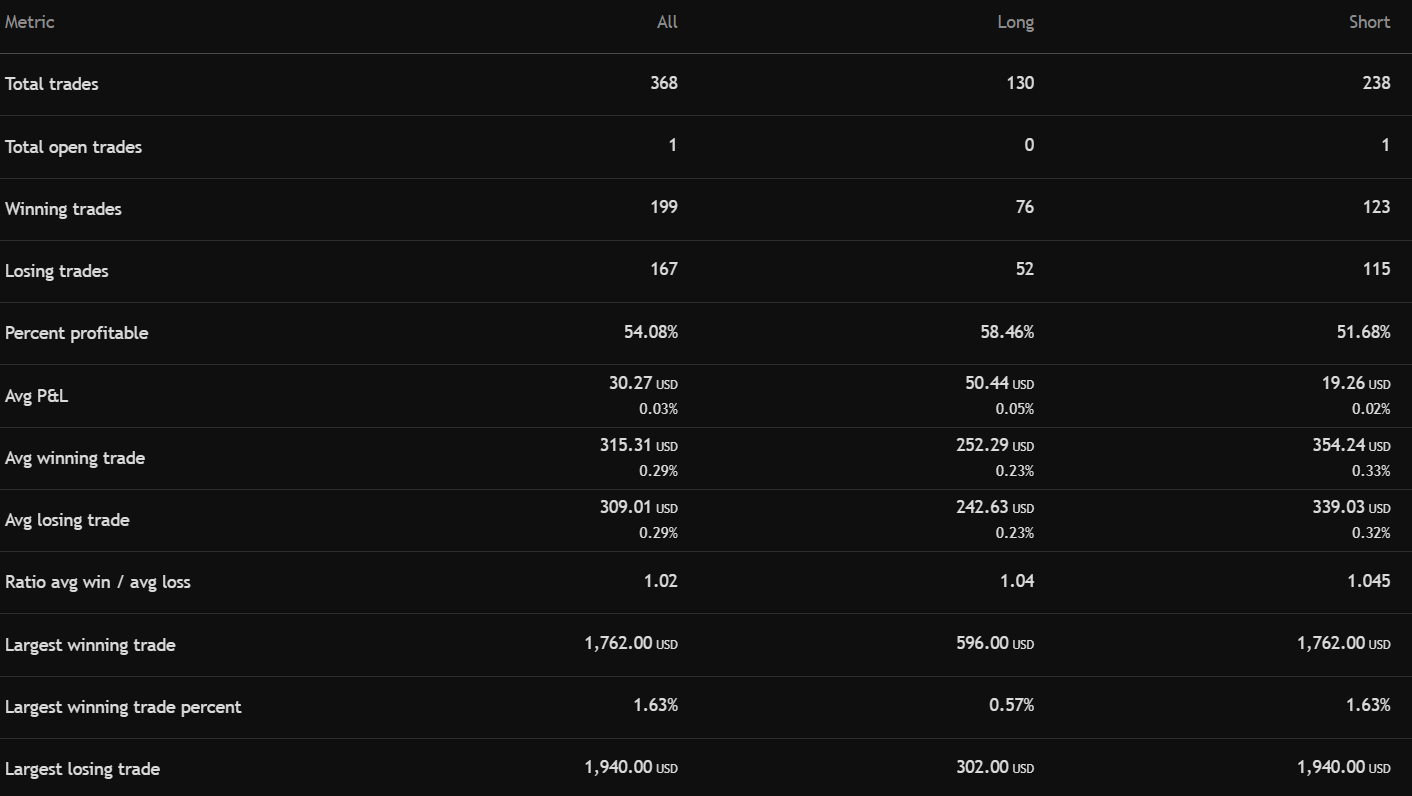 Metric All Long Short
Total trades 368 130 238
Total open trades 1 0 1
Winning trades 199 76 123
Losing trades 167 52 115
Percent profitable 54.08% 58.46% 51.68%
Avg P&L 30.27 USD 50.44 USD 19.26 USD
0.03% 0.05% 0.02%
Avg winning trade 315.31 USD 252.29 USD 354.24 USD
0.29% 0.23% 0.33%
Avg losing trade 309.01 USD 242.63 USD 339.03 USD
0.29% 0.23% 0.32%
Ratio avg win / avg loss 1.02 1.04 1.045
Largest winning trade 1,762.00 USD 596.00 USD 1,762.00 USD
Largest winning trade percent 1.63% 0.57% 1.63%
Largest losing trade 1,940.00 USD 302.00 USD 1,940.00 USD